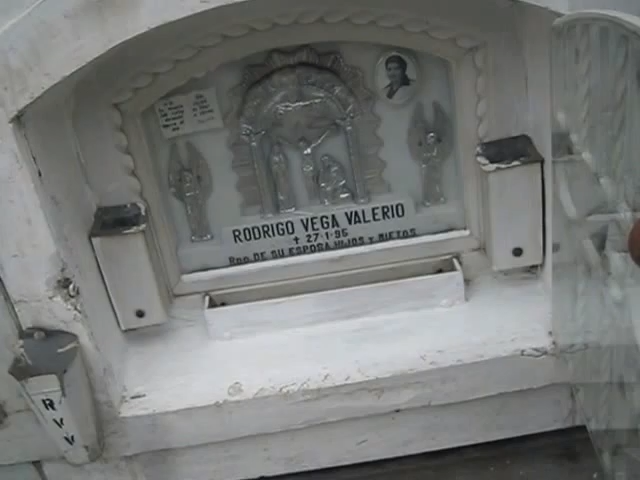 RODRIGO VEGA VALERIO
✝ 27-1-95
Rdo DE SU ESPOSA HIJOS Y NIETOS
R V V